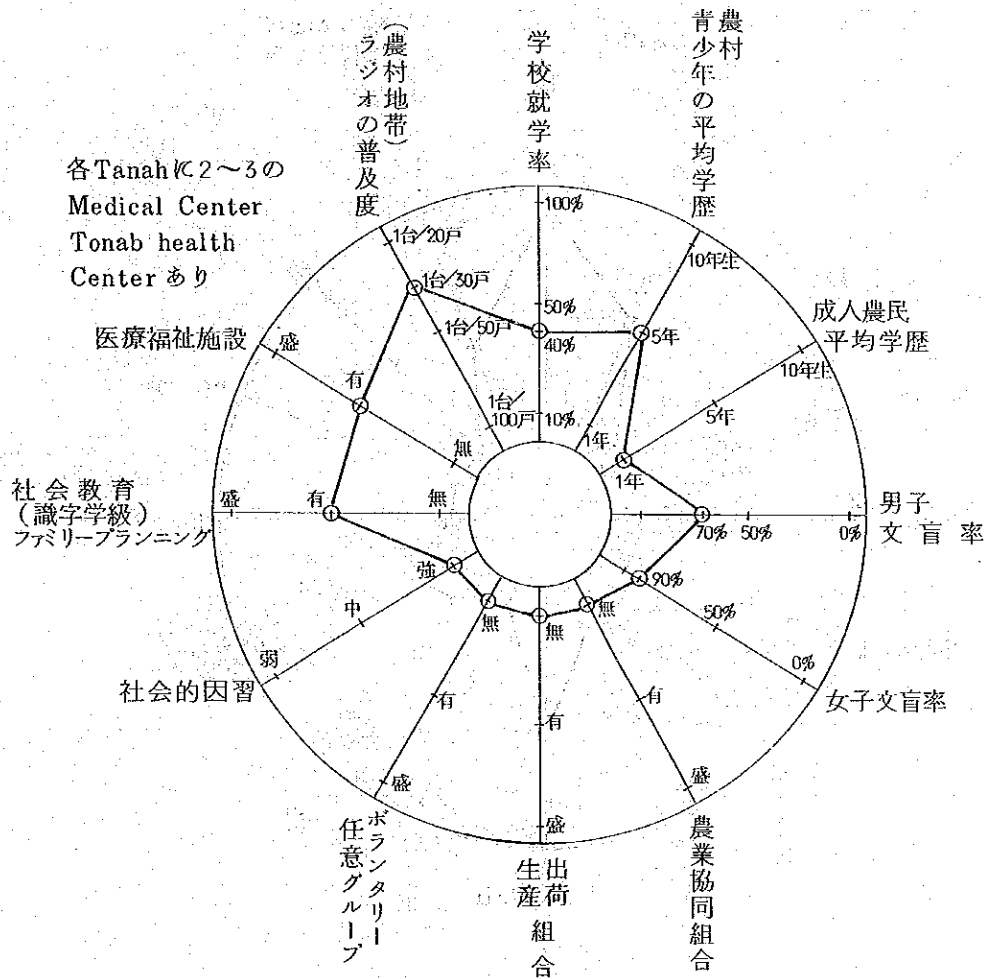 (農村地帯)
ラジオの普及度
学校就学率
農村
青少年の平均学歴
各Tanahに2〜3の
Medical Center
Tonab health
Centerあり
100%
50%
40%
10%
10年生
5年
1年
成人農民
平均学歴
10年生
5年
1年
1台/20戸
1台/30戸
1台/50戸
1台/
100戸
医療福祉施設
盛
有
無
社会教育
(識字学級)
ファミリープランニング
盛
有
無
男子
文盲率
70%
50%
0%
90%
50%
0%
女子文盲率
強
中
弱
社会的因習
無
有
盛
ボランタリー
任意グループ
無
有
盛
出荷
生産
組合
無
有
盛
農業協同組合